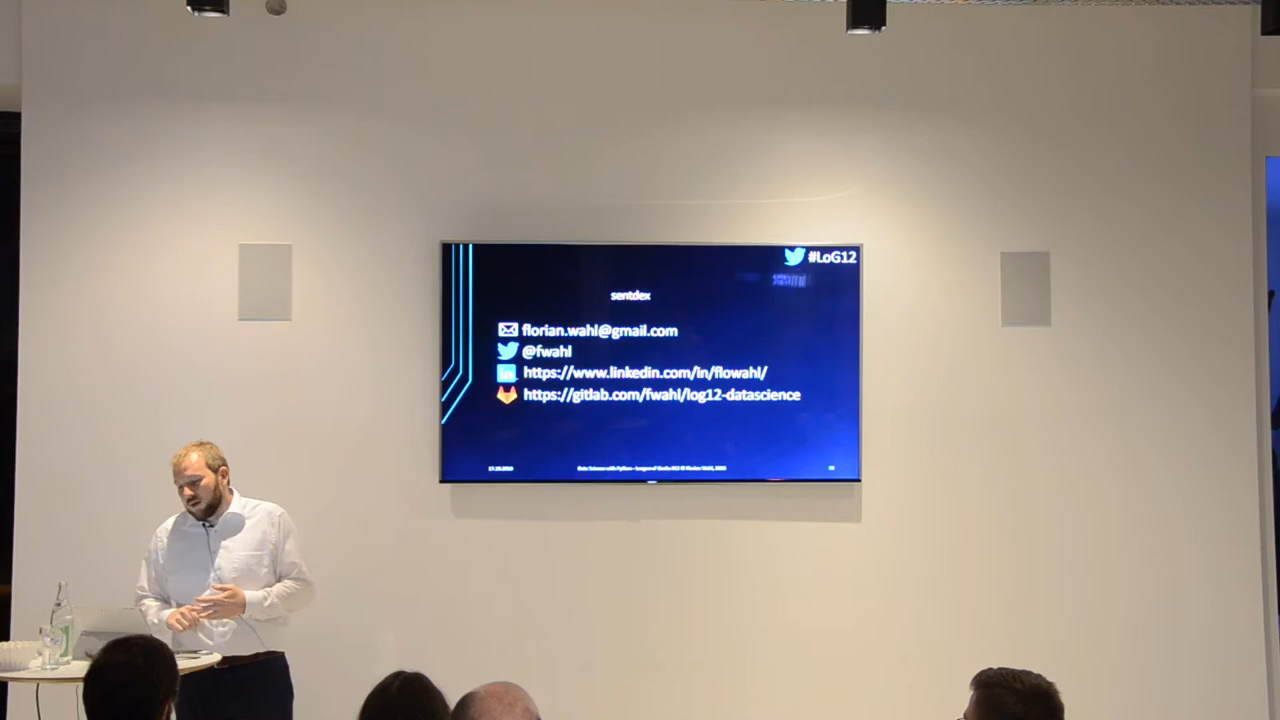 #LoG12
sentdex
florian.wahl@gmail.com
@fwahl
https://www.linkedin.com/in/flowahl/
https://gitlab.com/fwahl/log12-datascience